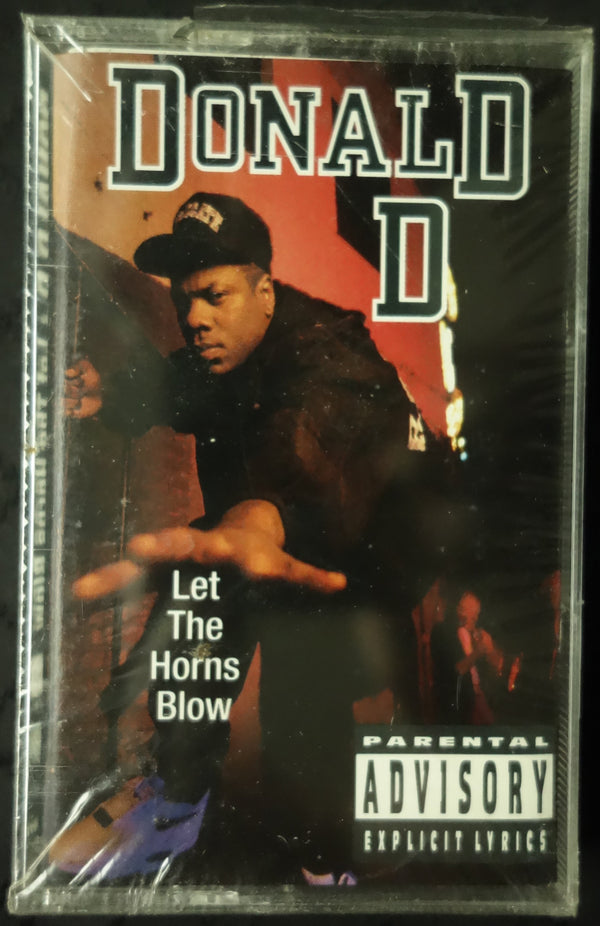 DONALD
D
Let
The
Horns
Blow
PARENTAL
ADVISORY
EXPLICIT LYRICS